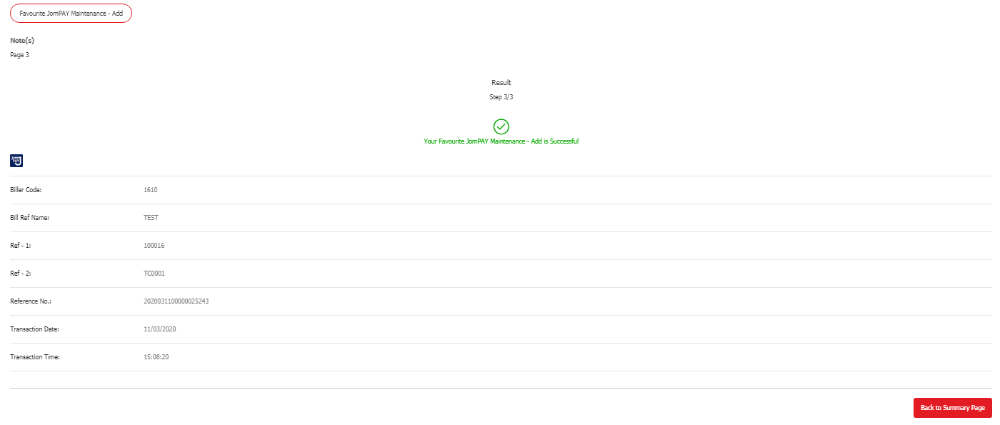 Favourite JomPAY Maintenance - Add
Note(s)
Page 3
Result
Step 3/3
Your Favourite JomPAY Maintenance - Add is Successful
Jom
PAY
Biller Code: 1610
Bill Ref Name: TEST
Ref - 1: 100016
Ref - 2: TC0001
Reference No.: 2020031100000025243
Transaction Date: 11/03/2020
Transaction Time: 15:08:20
Back to Summary Page